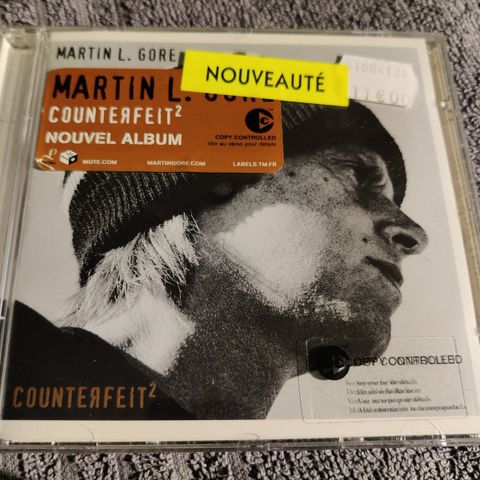 MARTIN L. GORE
NOUVEAUTÉ
MARTIN L. GORE
COUNTERFEIT²
NOUVEL ALBUM
COPY CONTROLLED
Voir au verso pour détails
MUTE.COM MARTINGORE.COM LABELS.TM.FR
COPY CONTROLLED
COUNTERFEIT²